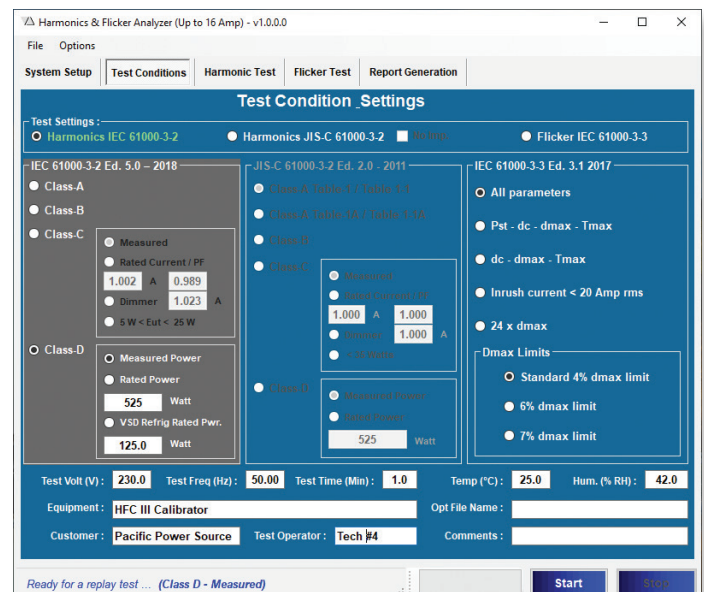 Harmonics & Flicker Analyzer (Up to 16 Amp) - v1.0.0.0
File Options
System Setup Test Conditions Harmonic Test Flicker Test Report Generation
Test Condition _Settings
Test Settings :
Harmonics IEC 61000-3-2 Harmonics JIS-C 61000-3-2 Flicker IEC 61000-3-3
IEC 61000-3-2 Ed. 5.0 – 2018
Class-A
Class-B
Class-C
Measured
Rated Current / PF
1.002 A 0.989
Dimmer 1.023 A
5 W < Eut < 25 W
Class-D
Measured Power
Rated Power
525 Watt
VSD Refrig Rated Pwr.
125.0 Watt
JIS-C 61000-3-2 Ed. 2.0 - 2011
Class-B
Class-C
Measured
Rated Current / PF
1.000 A 1.000
Dimmer 1.000 A
Class-D
Measured Power
Rated Power
525 Watt
IEC 61000-3-3 Ed. 3.1 2017
All parameters
Pst - dc - dmax - Tmax
dc - dmax - Tmax
Inrush current < 20 Amp rms
24 x dmax
Dmax Limits
Standard 4% dmax limit
6% dmax limit
7% dmax limit
Test Volt (V) : 230.0 Test Freq (Hz) : 50.00 Test Time (Min) : 1.0 Temp (°C) : 25.0 Hum. (% RH) : 42.0
Equipment : HFC III Calibrator Opt File Name :
Customer : Pacific Power Source Test Operator : Tech #4 Comments :
Ready for a replay test ... (Class D - Measured) Start Stop